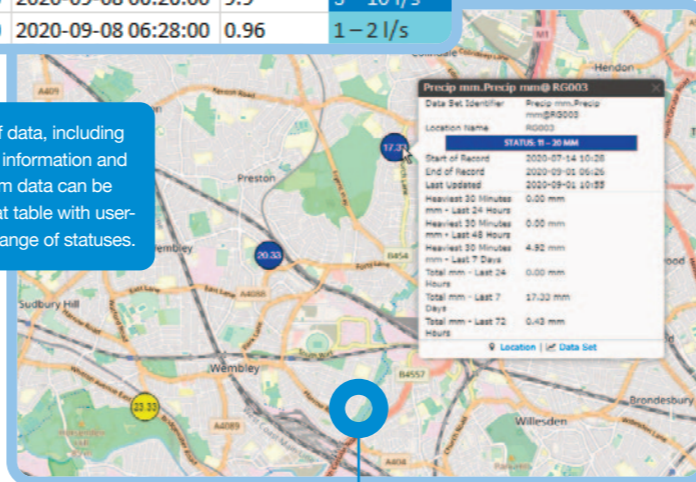 2020-09-08 06:28:00 0.96 1 – 2 l/s
f data, including
information and
m data can be
at table with user-
ange of statuses.
A409
Kenton Road
M1
Hendon
Preston
17.33
20.33
23.33
Sudbury Hill
East Lane
A4088
Forty Lane
B454
Wembley
A4089
B4557
A404
Willesden
Brondesbury
Precip mm.Precip mm@ RG003
Data Set Identifier Precip mm.Precip
mm@RG003
Location Name RG003
STATUS: 11 – 20 MM
Start of Record 2020-07-14 10:28
End of Record 2020-09-01 06:26
Last Updated 2020-09-01 10:55
Heaviest 30 Minutes 0.00 mm
mm - Last 24 Hours
Heaviest 30 Minutes 0.00 mm
mm - Last 48 Hours
Heaviest 30 Minutes 4.92 mm
mm - Last 7 Days
Total mm - Last 24 0.00 mm
Hours
Total mm - Last 7 17.33 mm
Days
Total mm - Last 72 0.43 mm
Hours
Location | Data Set